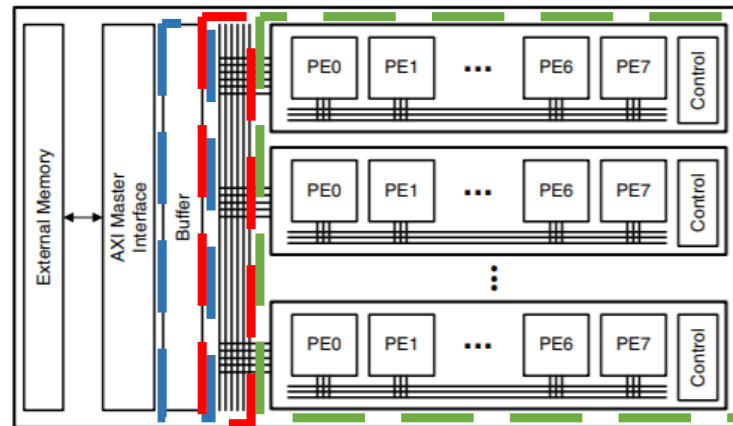 External Memory
AXI Master
Interface
Buffer
PE0 PE1 ... PE6 PE7 Control
PE0 PE1 ... PE6 PE7 Control
PE0 PE1 ... PE6 PE7 Control